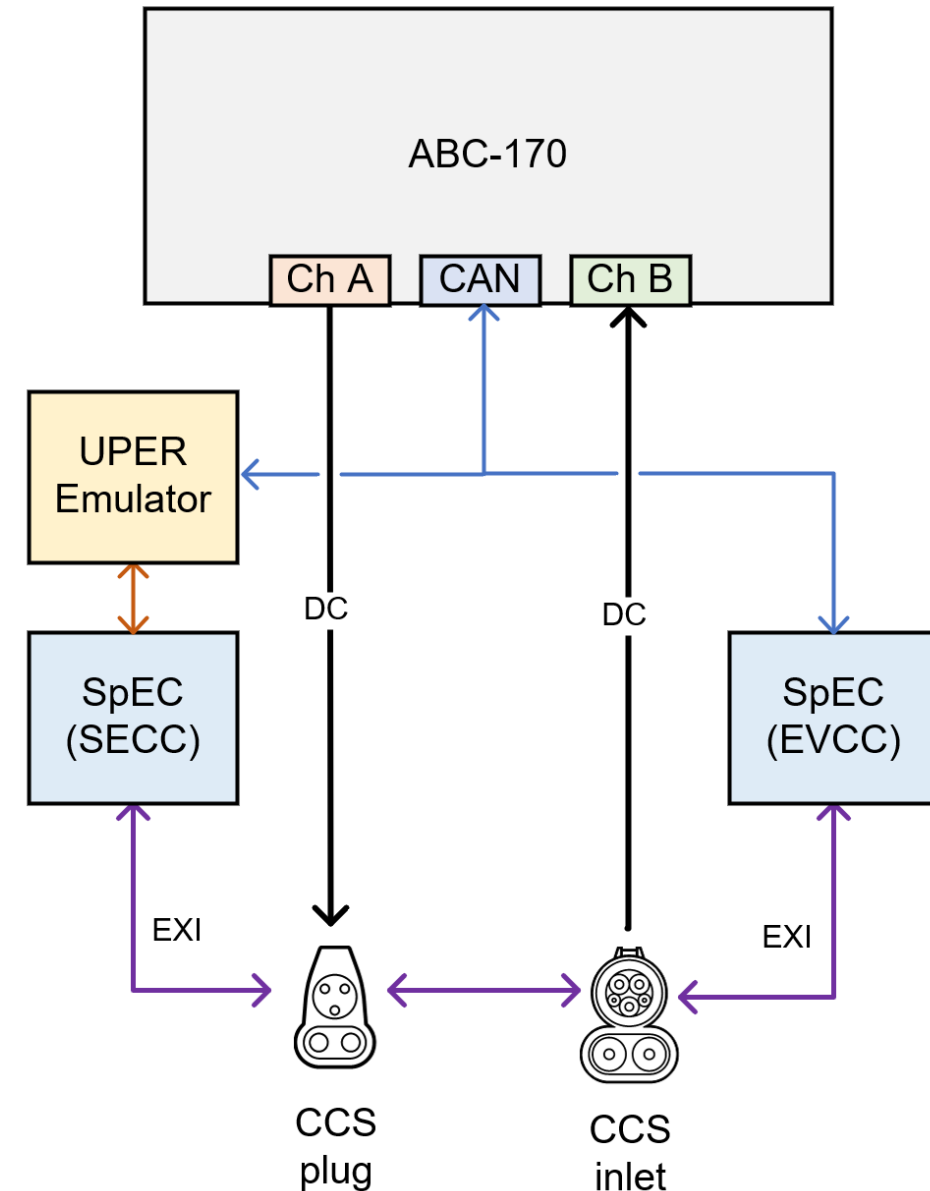 ABC-170
Ch A
CAN
Ch B
UPER
Emulator
DC
DC
SpEC
(SECC)
SpEC
(EVCC)
EXI
EXI
CCS
plug
CCS
inlet